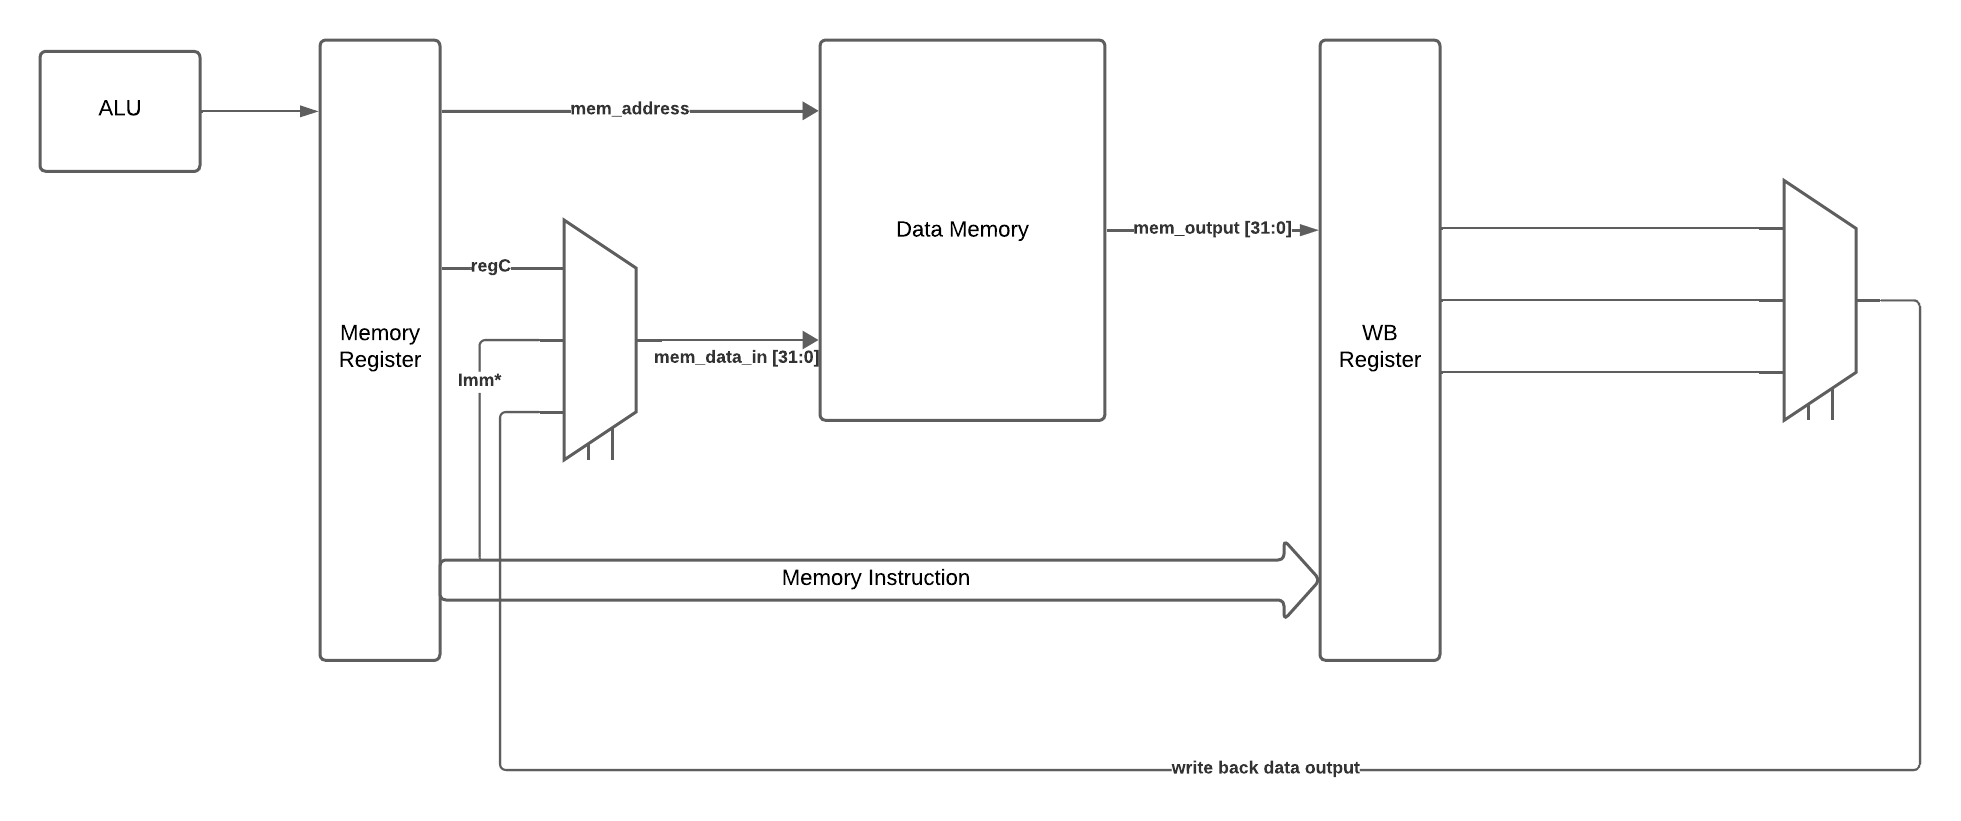 ALU
mem_address
Data Memory
mem_output [31:0]
regC
Memory
Register
mem_data_in [31:0]
WB
Register
Imm*
Memory Instruction
write back data output